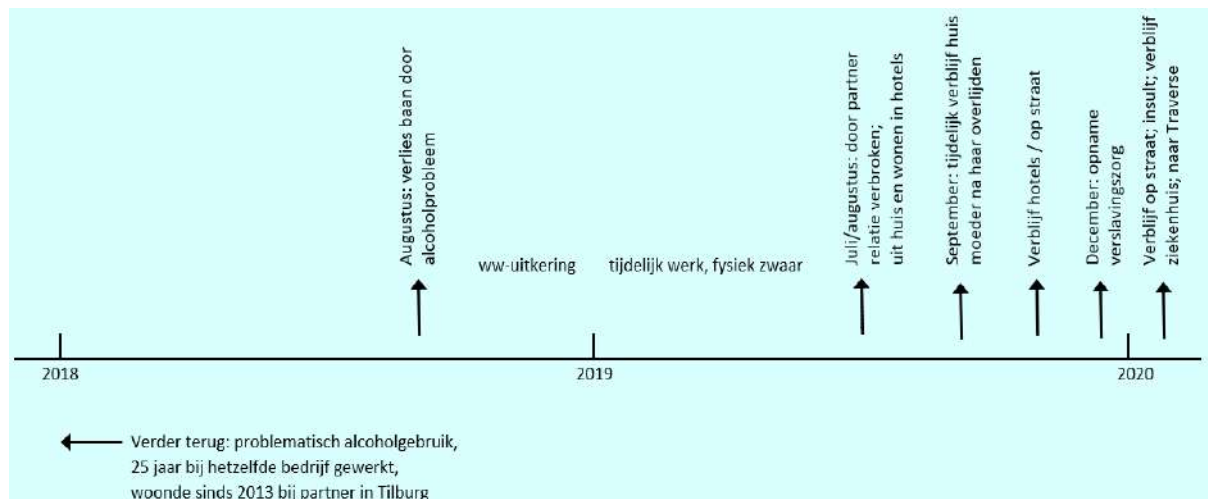 Augustus: verlies baan door
alcoholprobleem
ww-uitkering
tijdelijk werk, fysiek zwaar
Juli/augustus: door partner
relatie verbroken;
uit huis en wonen in hotels
September: tijdelijk verblijf huis
moeder na haar overlijden
Verblijf hotels / op straat
December: opname
verslavingszorg
Verblijf op straat; insult; verblijf
ziekenhuis; naar Traverse
2018
2019
2020
Verder terug: problematisch alcoholgebruik,
25 jaar bij hetzelfde bedrijf gewerkt,
woonde sinds 2013 bij partner in Tilburg